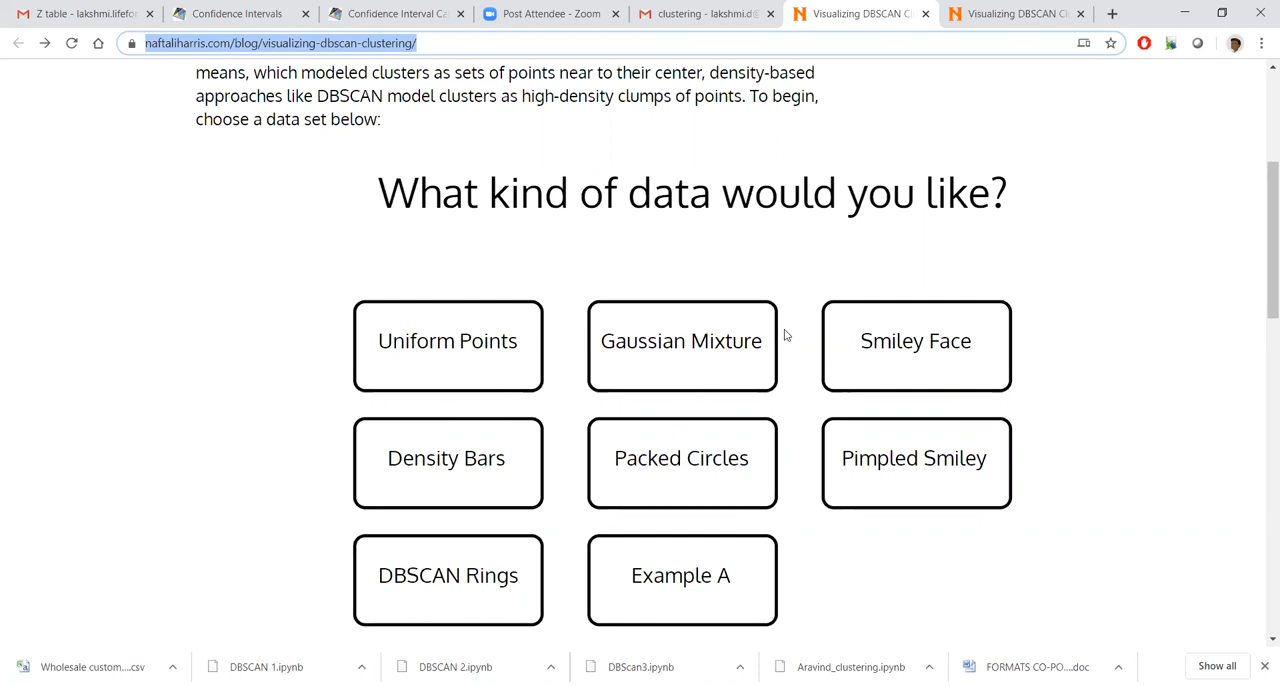 Z table - lakshmi.lifefor
Confidence Intervals
Confidence Interval Ca
Post Attendee - Zoom
clustering - lakshmi.d@
Visualizing DBSCAN Cl
Visualizing DBSCAN Cl
naftaliharris.com/blog/visualizing-dbscan-clustering/
means, which modeled clusters as sets of points near to their center, density-based
approaches like DBSCAN model clusters as high-density clumps of points. To begin,
choose a data set below:
What kind of data would you like?
Uniform Points
Gaussian Mixture
Smiley Face
Density Bars
Packed Circles
Pimpled Smiley
DBSCAN Rings
Example A
Wholesale custom....csv
DBSCAN 1.ipynb
DBSCAN 2.ipynb
DBScan3.ipynb
Aravind_clustering.ipynb
FORMATS CO-PO....doc
Show all